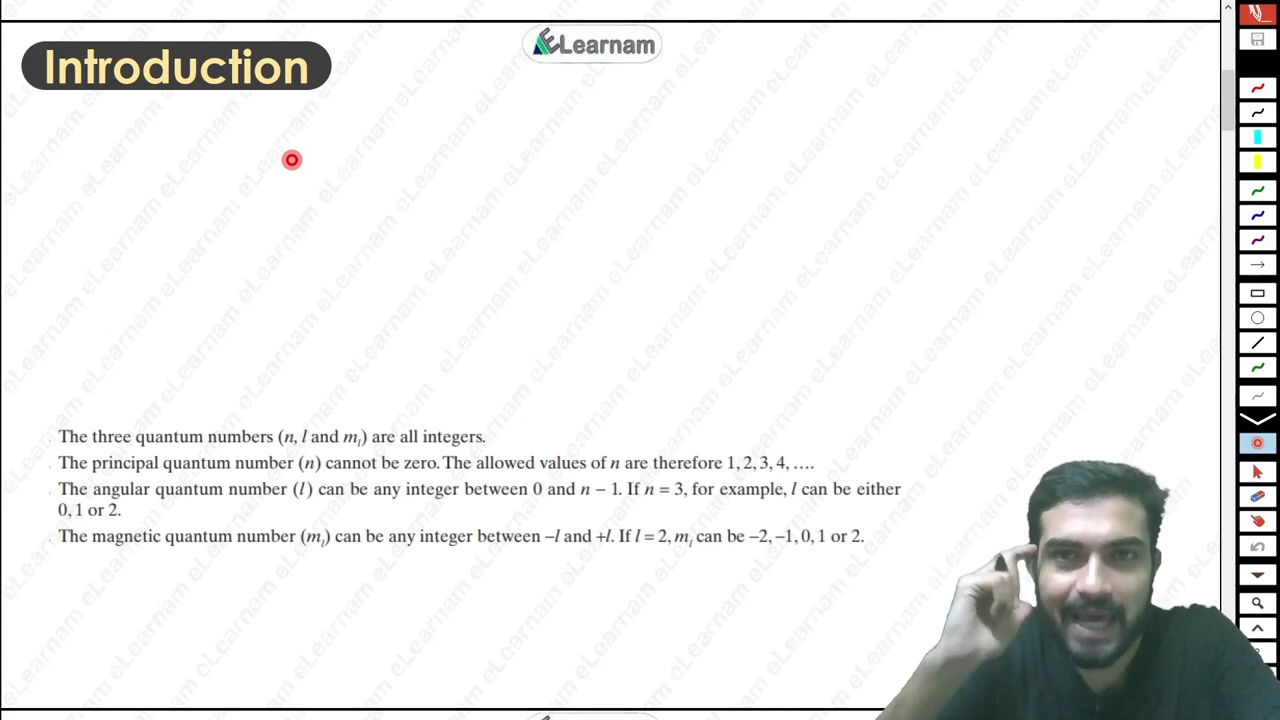 Introduction
ELearnam
The three quantum numbers (n, l and mₗ) are all integers.
The principal quantum number (n) cannot be zero. The allowed values of n are therefore 1, 2, 3, 4, ….
The angular quantum number (l) can be any integer between 0 and n − 1. If n = 3, for example, l can be either
0, 1 or 2.
The magnetic quantum number (mₗ) can be any integer between –l and +l. If l = 2, mₗ can be −2, −1, 0, 1 or 2.